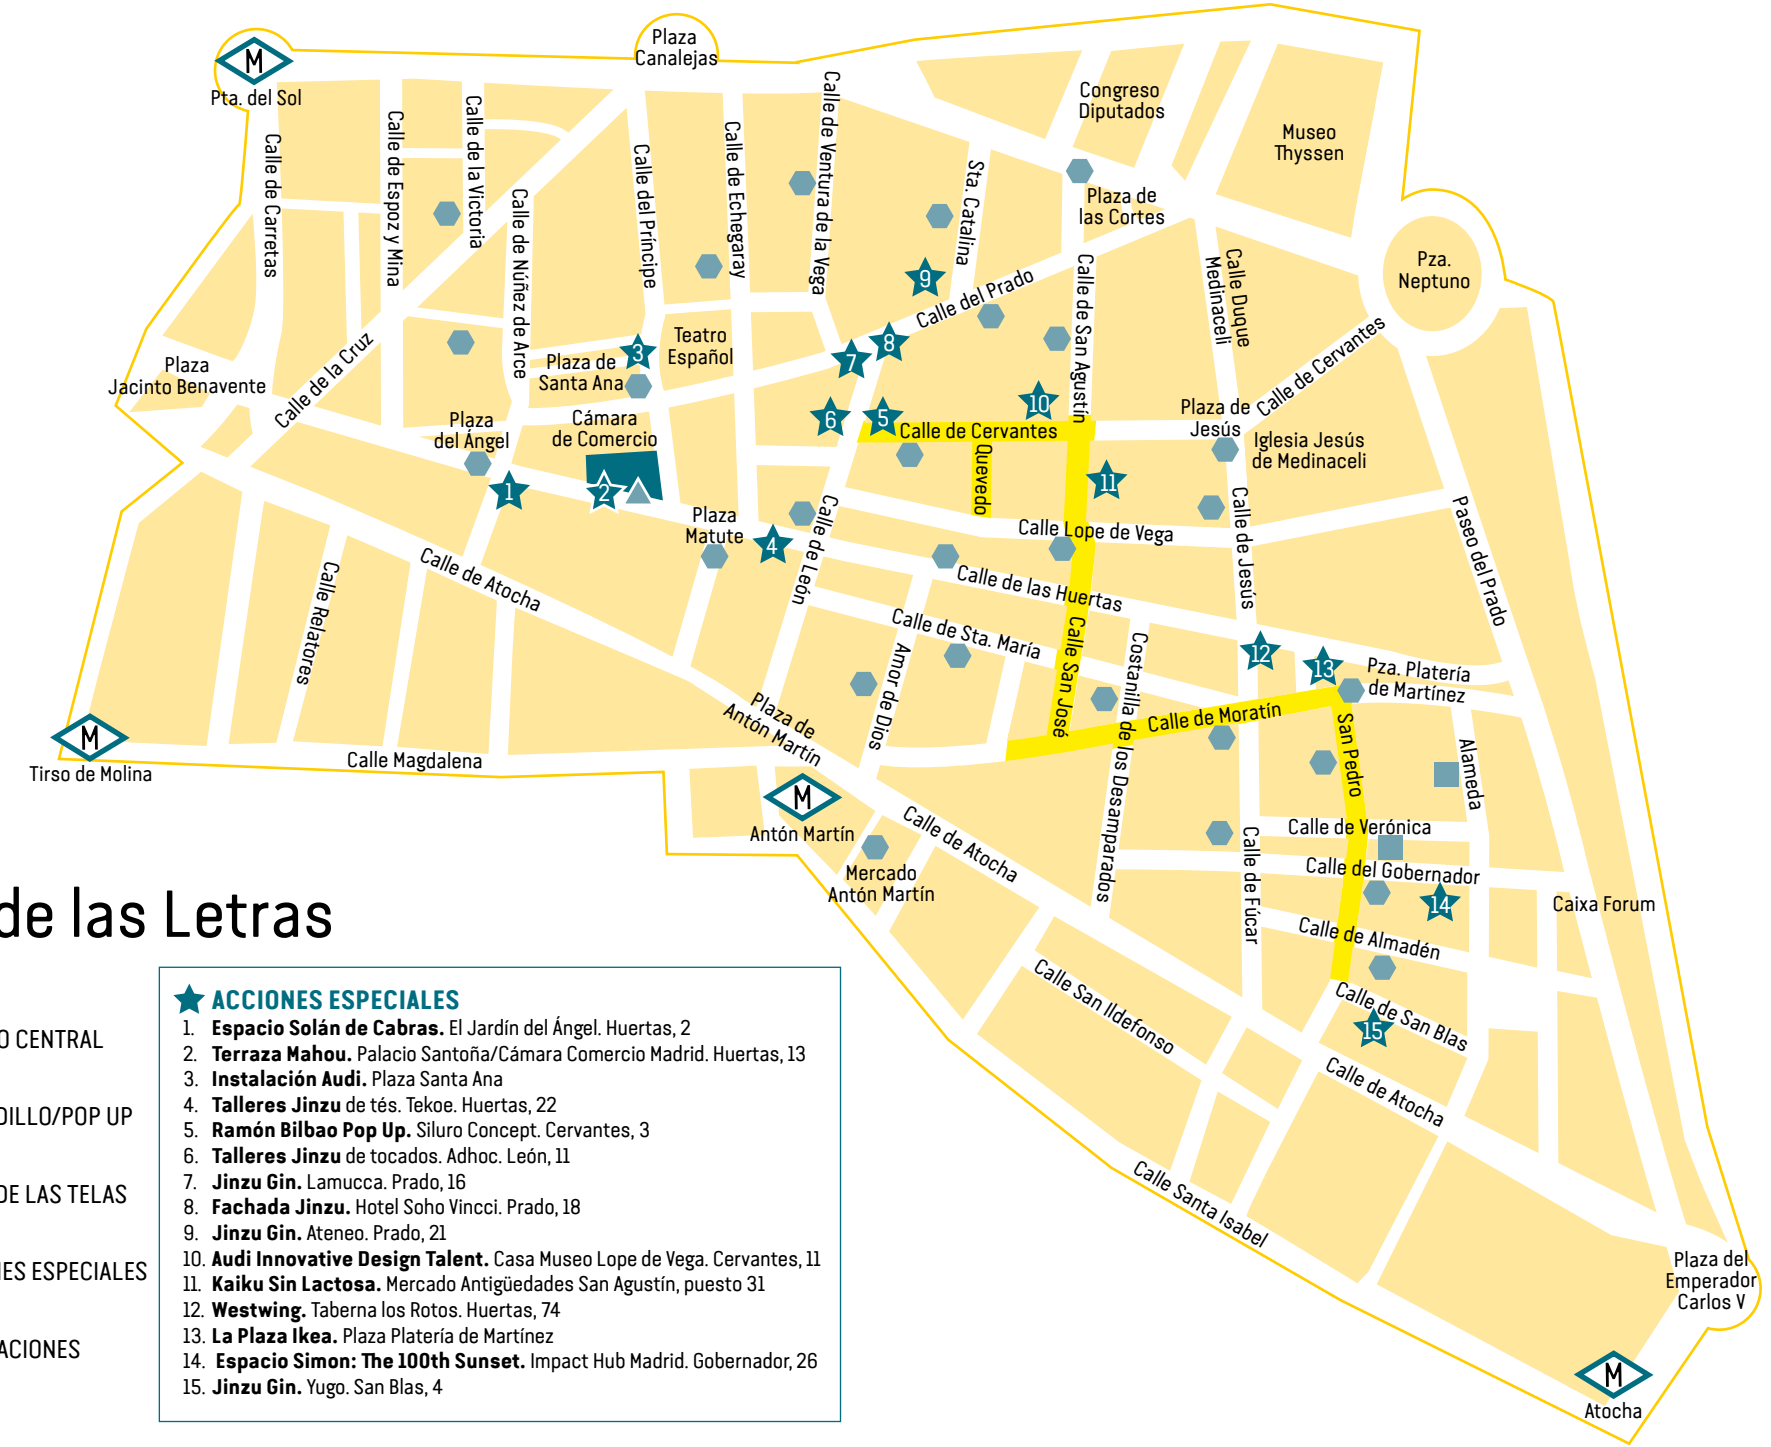 Plaza
Canalejas
M
Pta. del Sol
Calle de Carretas
Calle de Espoz y Mina
Calle de la Victoria
Calle de Núñez de Arce
Calle del Príncipe
Calle de Echegaray
Calle de Ventura de la Vega
Sta. Catalina
Congreso
Diputados
Museo
Thyssen
Plaza de
las Cortes
Pza.
Neptuno
Calle Duque
Medinaceli
Calle de San Agustín
9
Calle del Prado
Calle de Cervantes
Plaza
Jacinto Benavente
Calle de la Cruz
Plaza de
Santa Ana
3
Teatro
Español
7
8
6
5
10
Calle de Cervantes
Plaza de
Jesús
Iglesia Jesús
de Medinaceli
Plaza
del Ángel
Cámara
de Comercio
1
2
Quevedo
11
Plaza
Matute
4
Calle de León
Calle Lope de Vega
Calle de Jesús
Paseo del Prado
Calle de Atocha
Calle Relatores
Calle de las Huertas
Calle de Sta. María
Amor de Dios
Calle San José
Costanilla de los Desamparados
12
13
Pza. Platería
de Martínez
Calle de Moratín
San Pedro
Alameda
Plaza de
Antón Martín
M
Tirso de Molina
Calle Magdalena
M
Antón Martín
Mercado
Antón Martín
Calle de Atocha
Calle de Verónica
Calle del Gobernador
Calle de Fúcar
14
Caixa Forum
Calle de Almadén
Calle San Ildefonso
Calle de San Blas
15
Calle de Atocha
Calle Santa Isabel
Plaza del
Emperador
Carlos V
M
Atocha
de las Letras
O CENTRAL
DILLO/POP UP
DE LAS TELAS
NES ESPECIALES
ACIONES
ACCIONES ESPECIALES
1. Espacio Solán de Cabras. El Jardín del Ángel. Huertas, 2
2. Terraza Mahou. Palacio Santoña/Cámara Comercio Madrid. Huertas, 13
3. Instalación Audi. Plaza Santa Ana
4. Talleres Jinzu de tés. Tekoe. Huertas, 22
5. Ramón Bilbao Pop Up. Siluro Concept. Cervantes, 3
6. Talleres Jinzu de tocados. Adhoc. León, 11
7. Jinzu Gin. Lamucca. Prado, 16
8. Fachada Jinzu. Hotel Soho Vincci. Prado, 18
9. Jinzu Gin. Ateneo. Prado, 21
10. Audi Innovative Design Talent. Casa Museo Lope de Vega. Cervantes, 11
11. Kaiku Sin Lactosa. Mercado Antigüedades San Agustín, puesto 31
12. Westwing. Taberna los Rotos. Huertas, 74
13. La Plaza Ikea. Plaza Platería de Martínez
14. Espacio Simon: The 100th Sunset. Impact Hub Madrid. Gobernador, 26
15. Jinzu Gin. Yugo. San Blas, 4